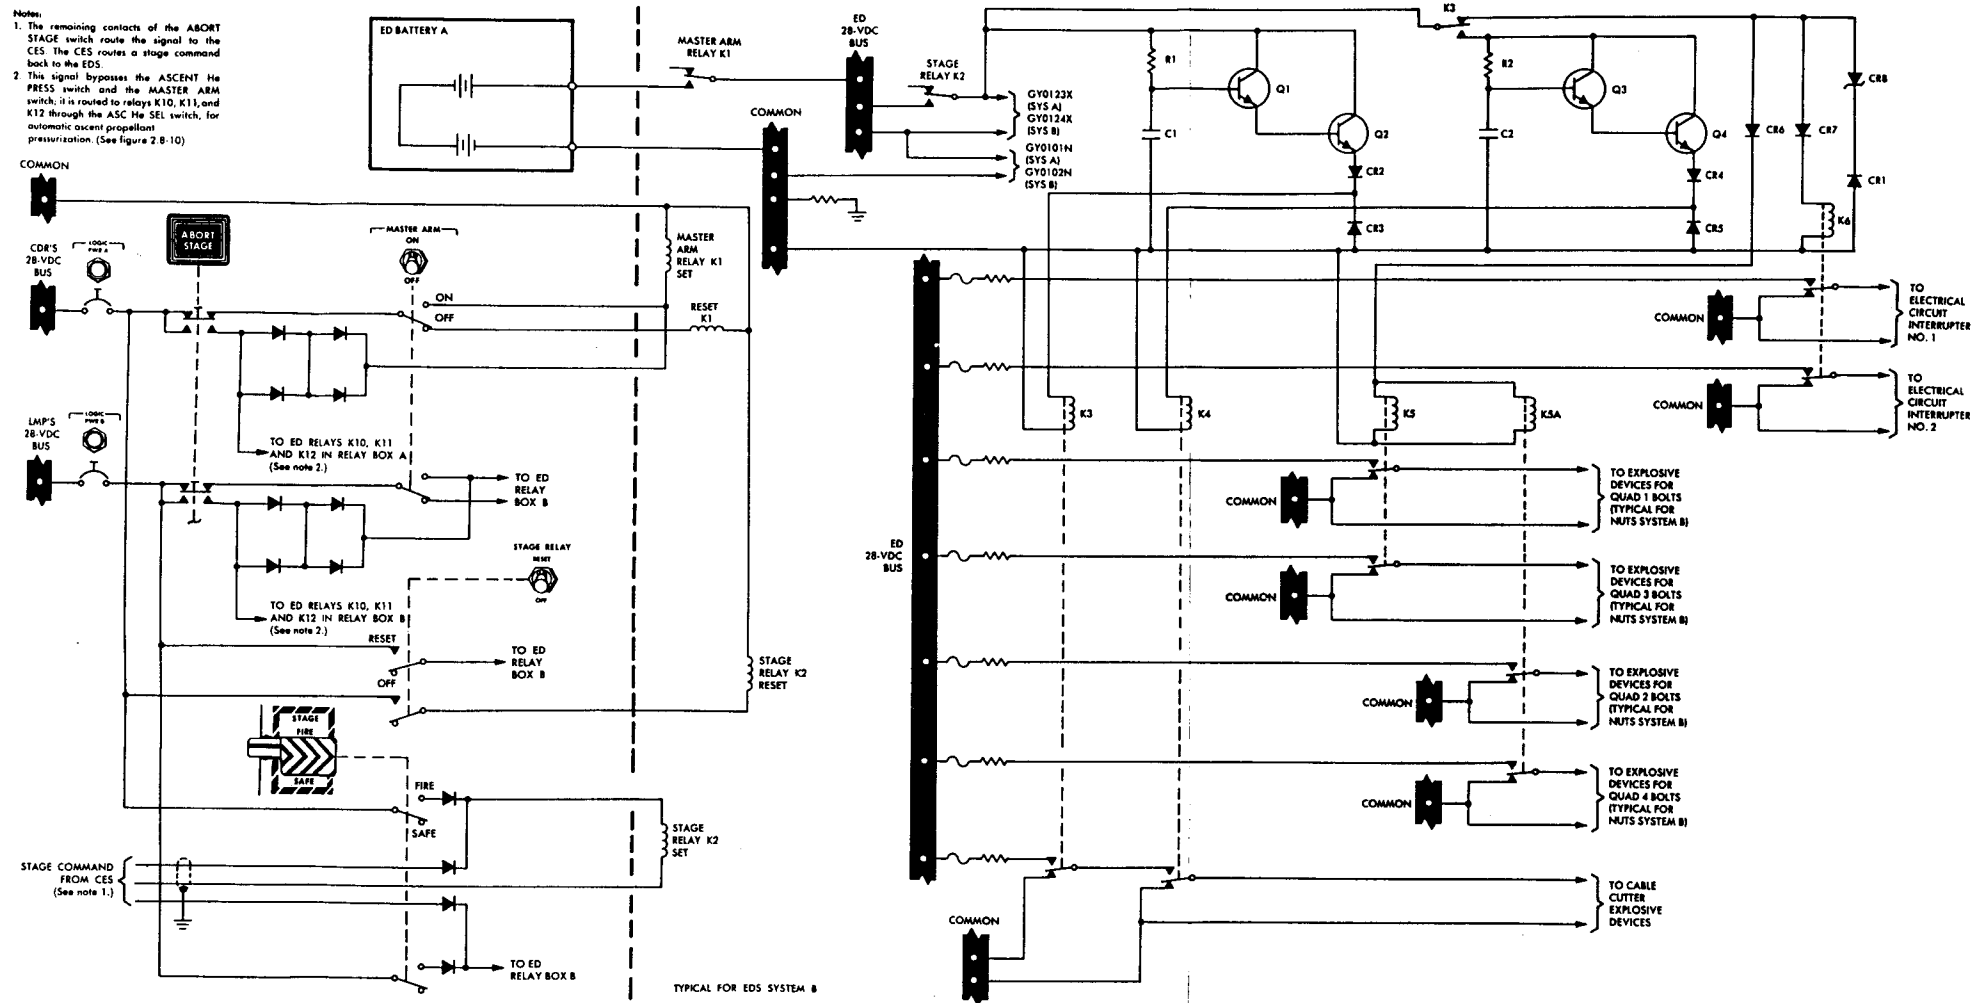 Notes:
1. The remaining contacts of the ABORT
STAGE switch route the signal to the
CES. The CES routes a stage command
back to the EDS.
2. This signal bypasses the ASCENT He
PRESS switch and the MASTER ARM
switch; it is routed to relays K10, K11, and
K12 through the ASC He SEL switch, for
automatic ascent propellant
pressurization. (See figure 2.8-10)
COMMON
ED BATTERY A
MASTER ARM
RELAY K1
ED
28-VDC
BUS
STAGE
RELAY K2
COMMON
GY0123X
(SYS A)
GY0124X
(SYS B)
GY0101N
(SYS A)
GY0102N
(SYS B)
K3
R1
Q1
C1
Q2
CR2
CR3
R2
Q3
C2
Q4
CR4
CR5
CR6
CR7
CR8
CR1
K6
CDR'S
28-VDC
BUS
LOGIC
PWR A
ABORT
STAGE
MASTER ARM
ON
OFF
ON
OFF
MASTER
ARM
RELAY K1
SET
RESET
K1
LMP'S
28-VDC
BUS
LOGIC
PWR B
TO ED RELAYS K10, K11
AND K12 IN RELAY BOX A
(See note 2.)
TO ED
RELAY
BOX B
STAGE RELAY
RESET
OFF
TO ED RELAYS K10, K11
AND K12 IN RELAY BOX B
(See note 2.)
RESET
OFF
TO ED
RELAY
BOX B
STAGE
RELAY K2
RESET
STAGE
FIRE
SAFE
FIRE
SAFE
STAGE
RELAY K2
SET
STAGE COMMAND
FROM CES
(See note 1.)
TO ED
RELAY BOX B
TYPICAL FOR EDS SYSTEM B
ED
28-VDC
BUS
K3
K4
K5
K5A
COMMON
TO
ELECTRICAL
CIRCUIT
INTERRUPTER
NO. 1
COMMON
TO
ELECTRICAL
CIRCUIT
INTERRUPTER
NO. 2
COMMON
TO EXPLOSIVE
DEVICES FOR
QUAD 1 BOLTS
(TYPICAL FOR
NUTS SYSTEM B)
COMMON
TO EXPLOSIVE
DEVICES FOR
QUAD 3 BOLTS
(TYPICAL FOR
NUTS SYSTEM B)
COMMON
TO EXPLOSIVE
DEVICES FOR
QUAD 2 BOLTS
(TYPICAL FOR
NUTS SYSTEM B)
COMMON
TO EXPLOSIVE
DEVICES FOR
QUAD 4 BOLTS
(TYPICAL FOR
NUTS SYSTEM B)
COMMON
TO CABLE
CUTTER
EXPLOSIVE
DEVICES